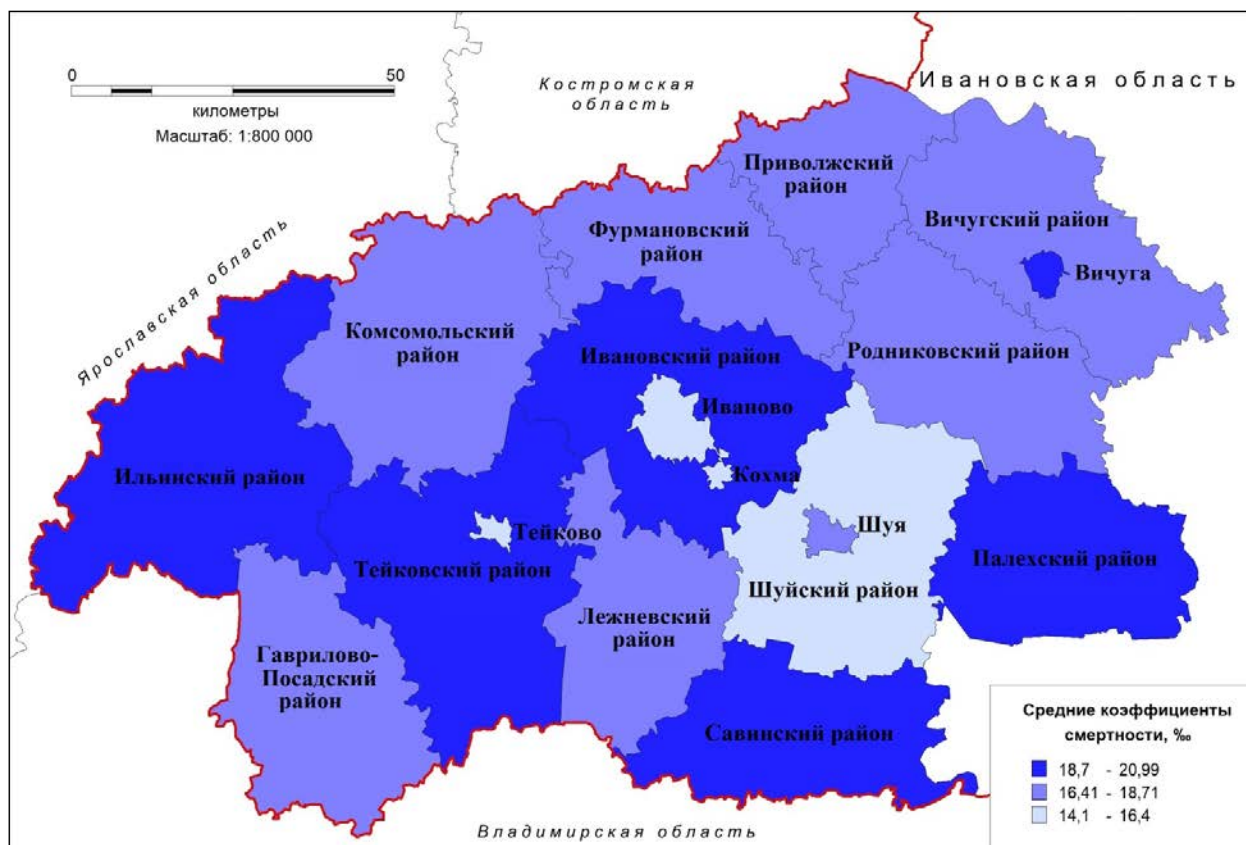 0 50
километры
Масштаб: 1:800 000
Костромская
область
Ивановская область
Ярославская область
Приволжский
район
Вичугский район
Вичуга
Фурмановский
район
Комсомольский
район
Ивановский район
Родниковский район
Иваново
Кохма
Ильинский район
Тейково
Тейковский район
Шуя
Шуйский район
Палехский район
Лежневский
район
Гаврилово-
Посадский
район
Савинский район
Владимирская область
Средние коэффициенты
смертности, ‰
18,7 - 20,99
16,41 - 18,71
14,1 - 16,4